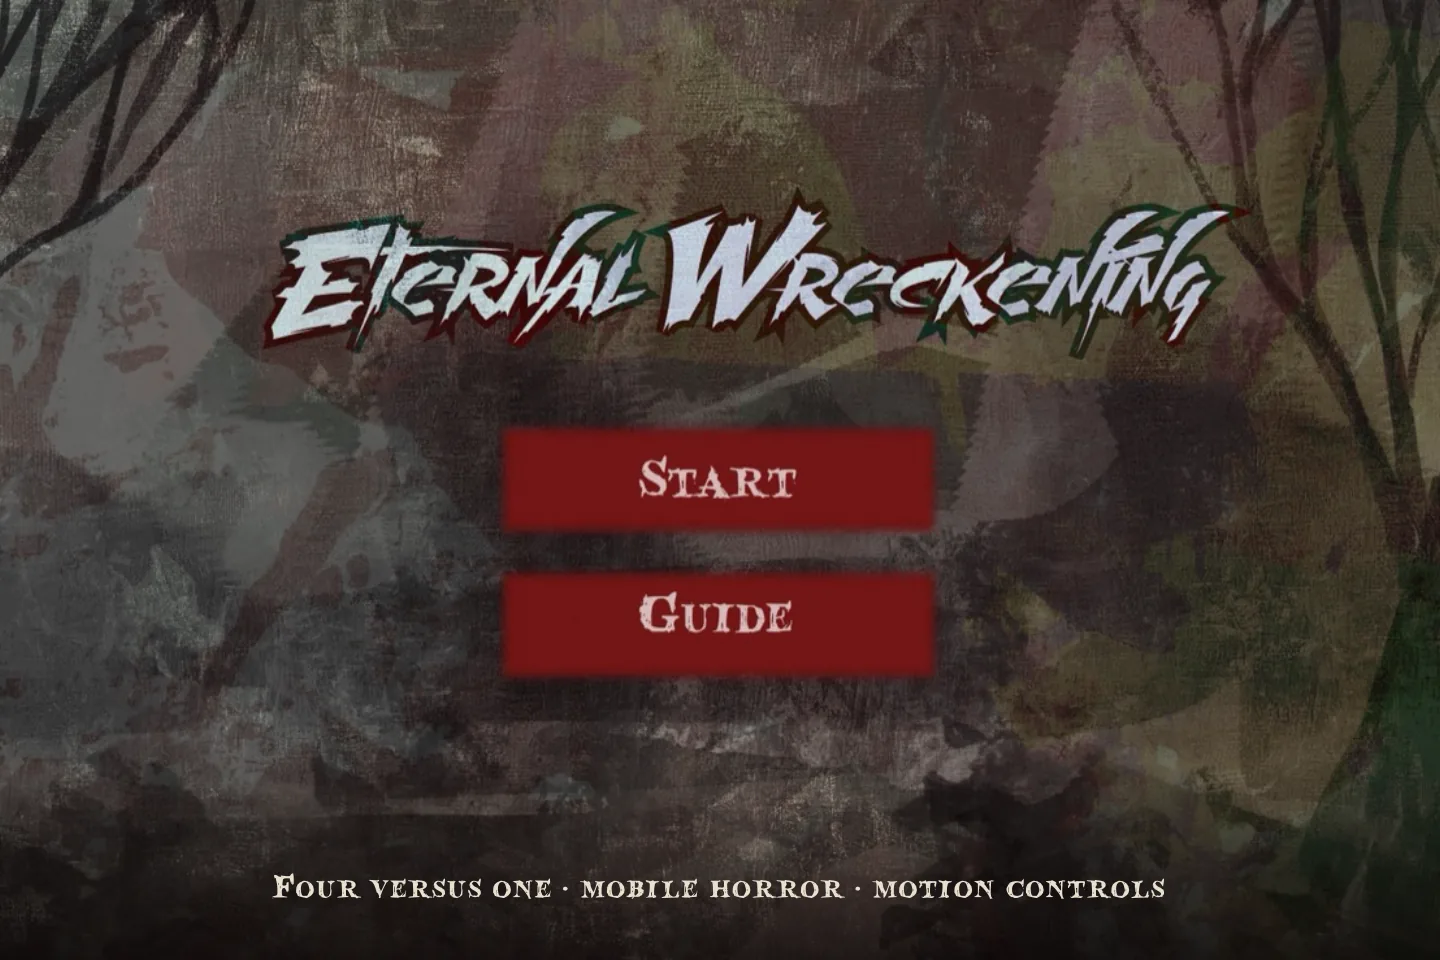 Eternal Wreckening
Start
Guide
Four versus one · mobile horror · motion controls